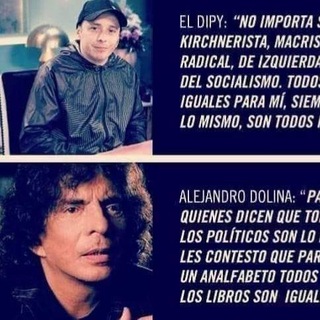 EL DIPY: "NO IMPORTA S
KIRCHNERISTA, MACRIS
RADICAL, DE IZQUIERDA
DEL SOCIALISMO. TODOS
IGUALES PARA MÍ, SIEM
LO MISMO, SON TODOS
ALEJANDRO DOLINA: "PA
QUIENES DICEN QUE TO
LOS POLÍTICOS SON LO
LES CONTESTO QUE PAR
UN ANALFABETO TODOS
LOS LIBROS SON IGUAL